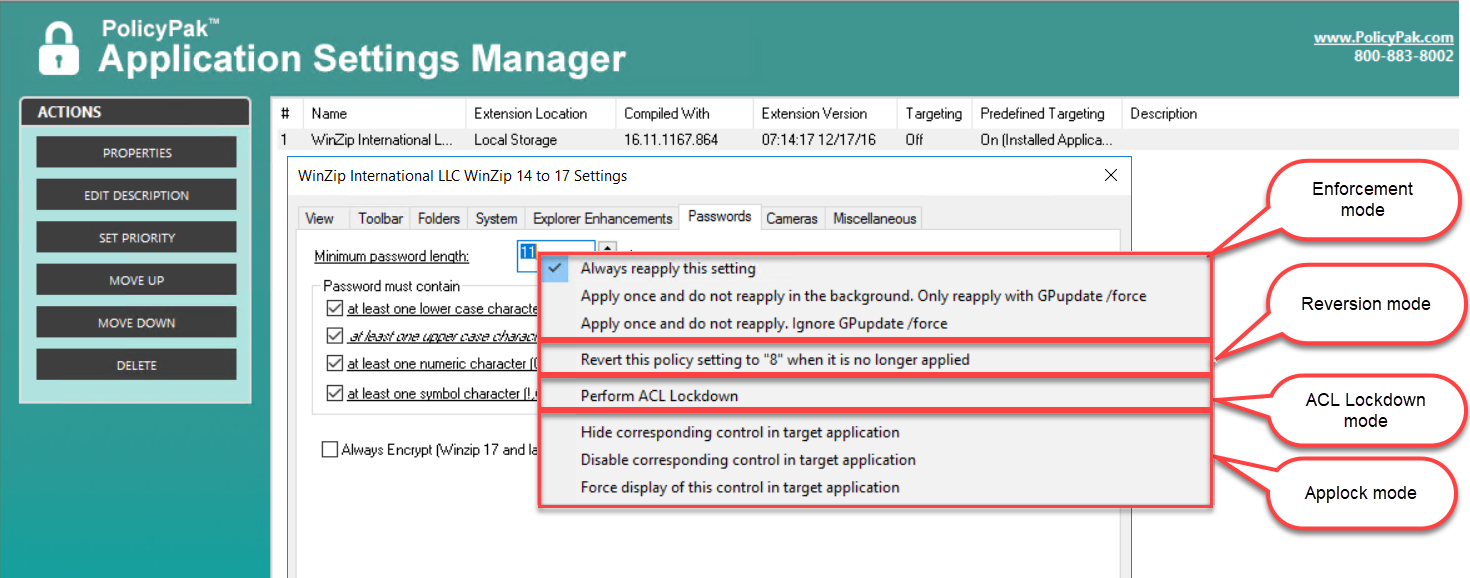 PolicyPak™
Application Settings Manager
www.PolicyPak.com
800-883-8002
ACTIONS
PROPERTIES
EDIT DESCRIPTION
SET PRIORITY
MOVE UP
MOVE DOWN
DELETE
# Name Extension Location Compiled With Extension Version Targeting Predefined Targeting Description
1 WinZip International L... Local Storage 16.11.1167.864 07:14:17 12/17/16 Off On (Installed Applica...
WinZip International LLC WinZip 14 to 17 Settings
View Toolbar Folders System Explorer Enhancements Passwords Cameras Miscellaneous
Minimum password length: 11
Password must contain
at least one lower case characte
at least one upper case charac
at least one numeric character (
at least one symbol character (!,
Always Encrypt (Winzip 17 and la
Always reapply this setting
Apply once and do not reapply in the background. Only reapply with GPupdate /force
Apply once and do not reapply. Ignore GPupdate /force
Revert this policy setting to "8" when it is no longer applied
Perform ACL Lockdown
Hide corresponding control in target application
Disable corresponding control in target application
Force display of this control in target application
Enforcement
mode
Reversion mode
ACL Lockdown
mode
Applock mode